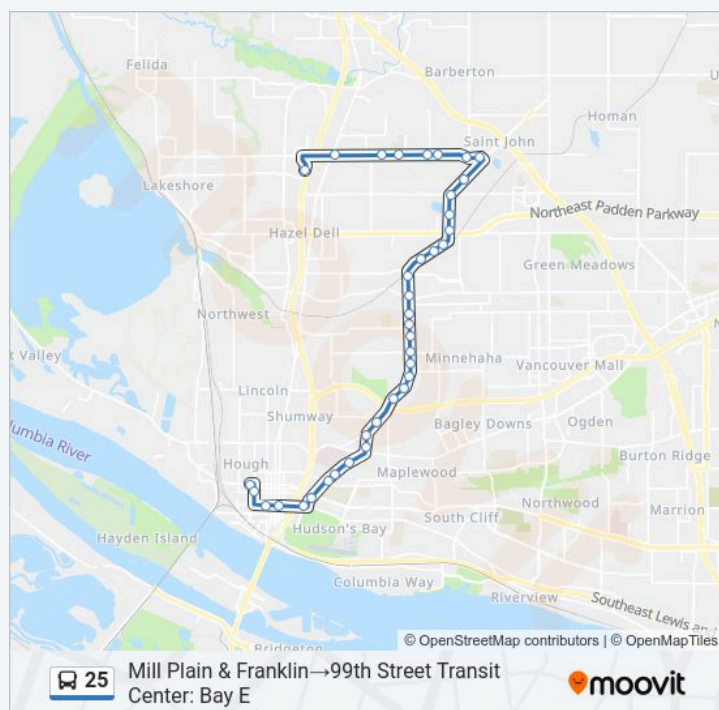 Felida
Barberton
Homan
Saint John
Lakeshore
Northeast Padden Parkway
Hazel Dell
Green Meadows
Northwest
Valley
Minnehaha
Vancouver Mall
Lincoln
Shumway
Bagley Downs
Ogden
Columbia River
Hough
Burton Ridge
Maplewood
Northwood
South Cliff
Marrion
Hayden Island
Hudson's Bay
Columbia Way
Riverview
Southeast Lewis and
Bridgeton
© OpenStreetMap contributors | © OpenMapTiles
25
Mill Plain & Franklin→99th Street Transit
Center: Bay E
moovit